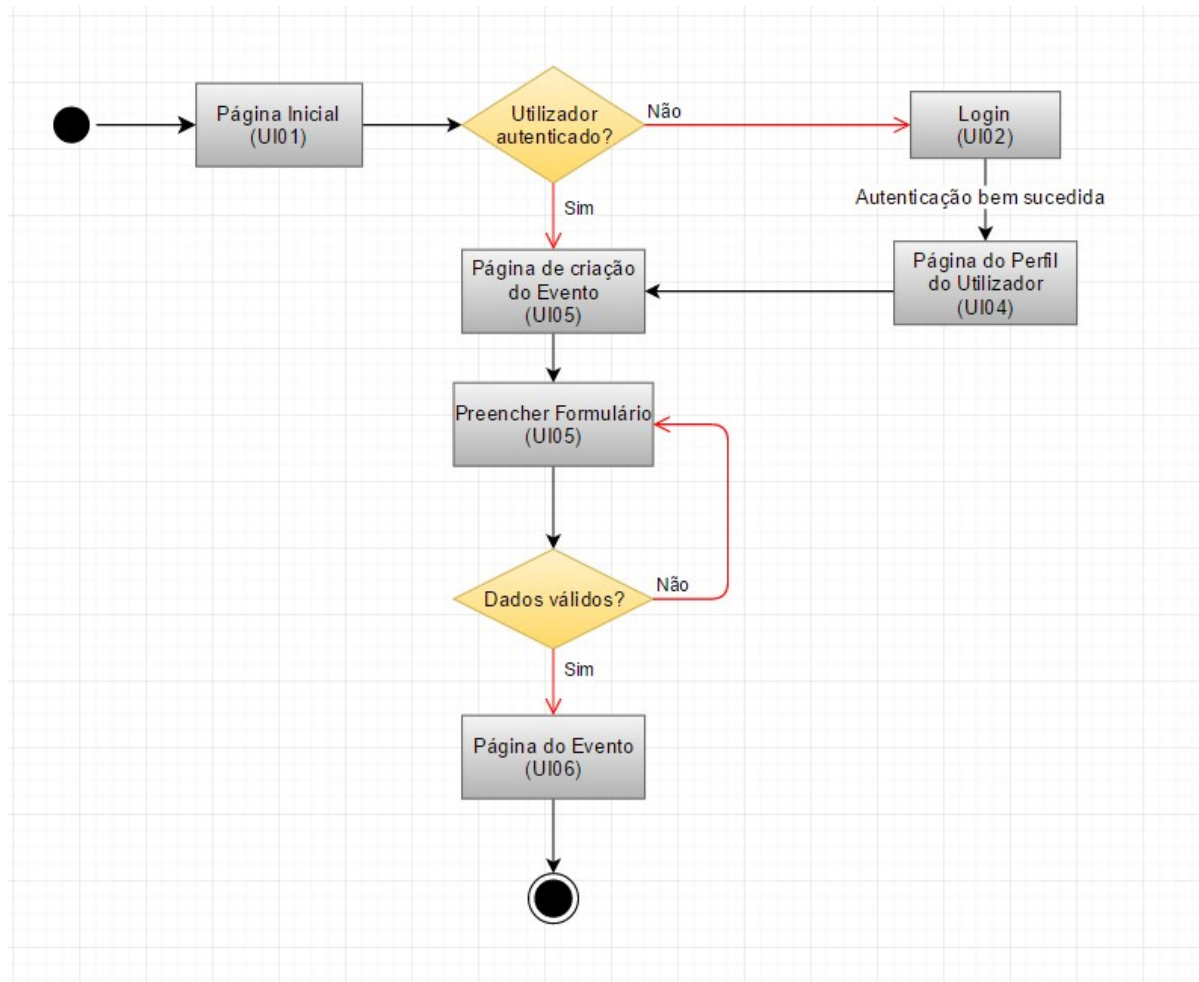 Página Inicial
(UI01)
Utilizador
autenticado?
Não
Login
(UI02)
Autenticação bem sucedida
Sim
Página de criação
do Evento
(UI05)
Página do Perfil
do Utilizador
(UI04)
Preencher Formulário
(UI05)
Dados válidos?
Não
Sim
Página do Evento
(UI06)